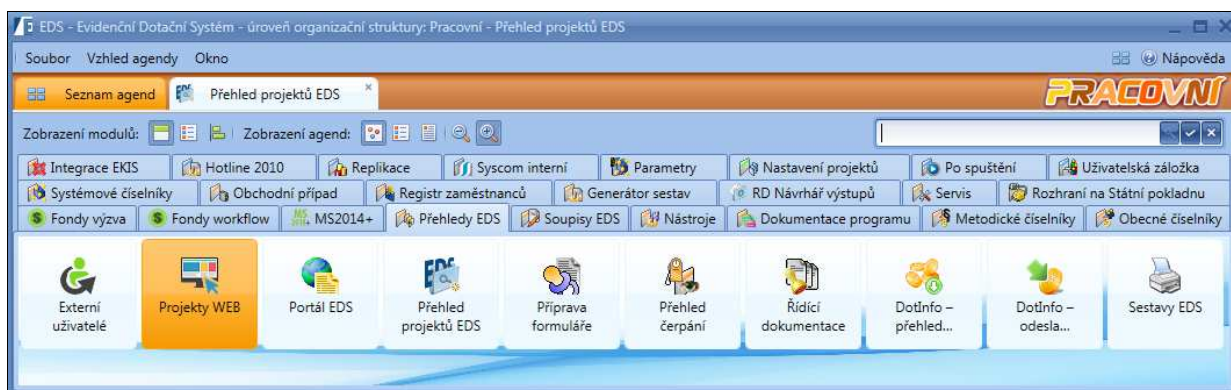 EDS - Evidenční Dotační Systém - úroveň organizační struktury: Pracovní - Přehled projektů EDS
Soubor Vzhled agendy Okno Nápověda
Seznam agend Přehled projektů EDS PRACOVNÍ
Zobrazení modulů: Zobrazení agend:
Integrace EKIS Hotline 2010 Replikace Syscom interní Parametry Nastavení projektů Po spuštění Uživatelská záložka
Systémové číselníky Obchodní případ Registr zaměstnanců Generátor sestav RD Návrhář výstupů Servis Rozhraní na Státní pokladnu
Fondy výzva Fondy workflow MS2014+ Přehledy EDS Soupisy EDS Nástroje Dokumentace programu Metodické číselníky Obecné číselníky
Externí uživatelé
Projekty WEB
Portál EDS
Přehled projektů EDS
Příprava formuláře
Přehled čerpání
Řídící dokumentace
DotInfo – přehled...
DotInfo – odesla...
Sestavy EDS